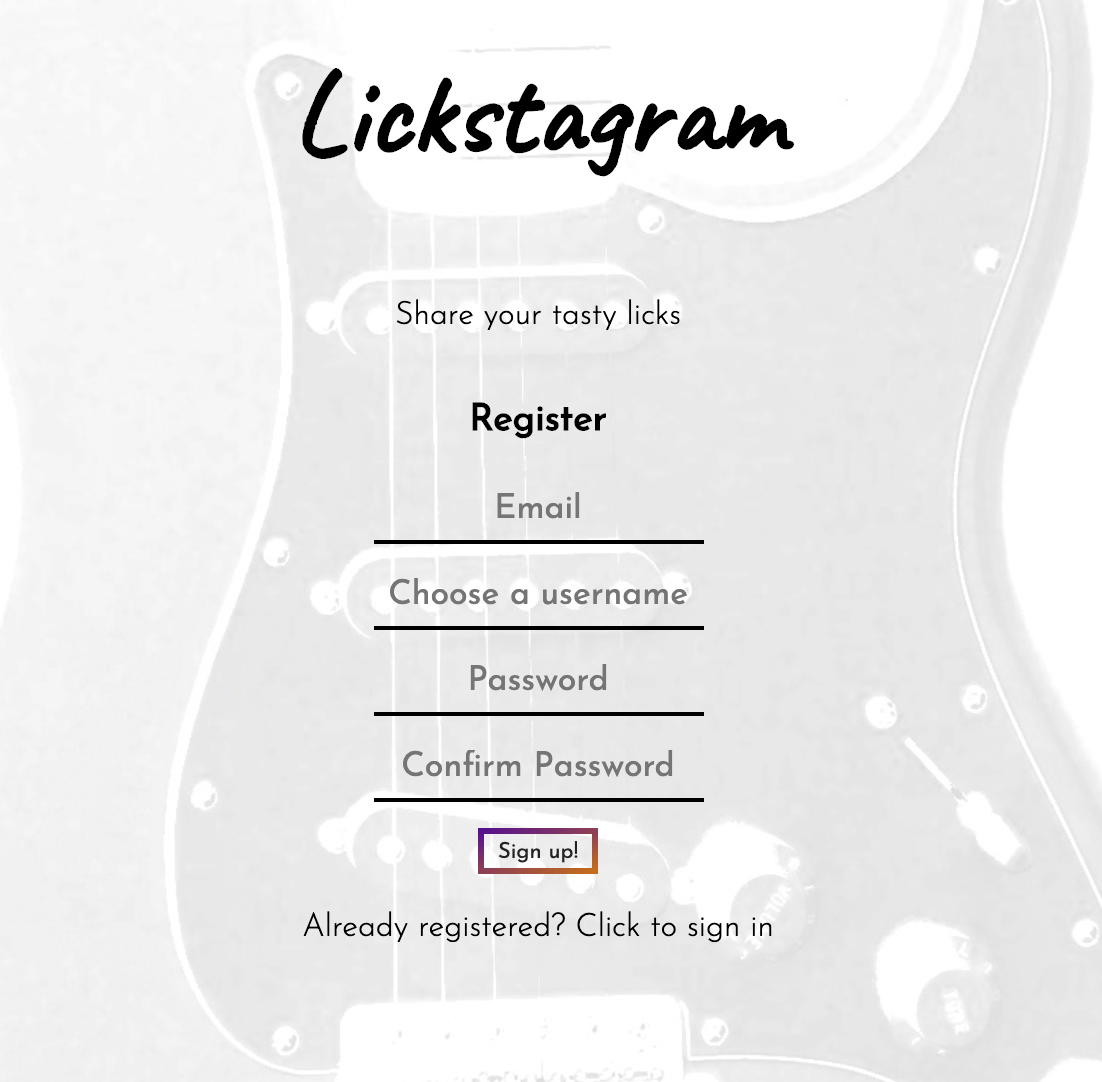 Lickstagram
Share your tasty licks
Register
Email
Choose a username
Password
Confirm Password
Sign up!
Already registered? Click to sign in